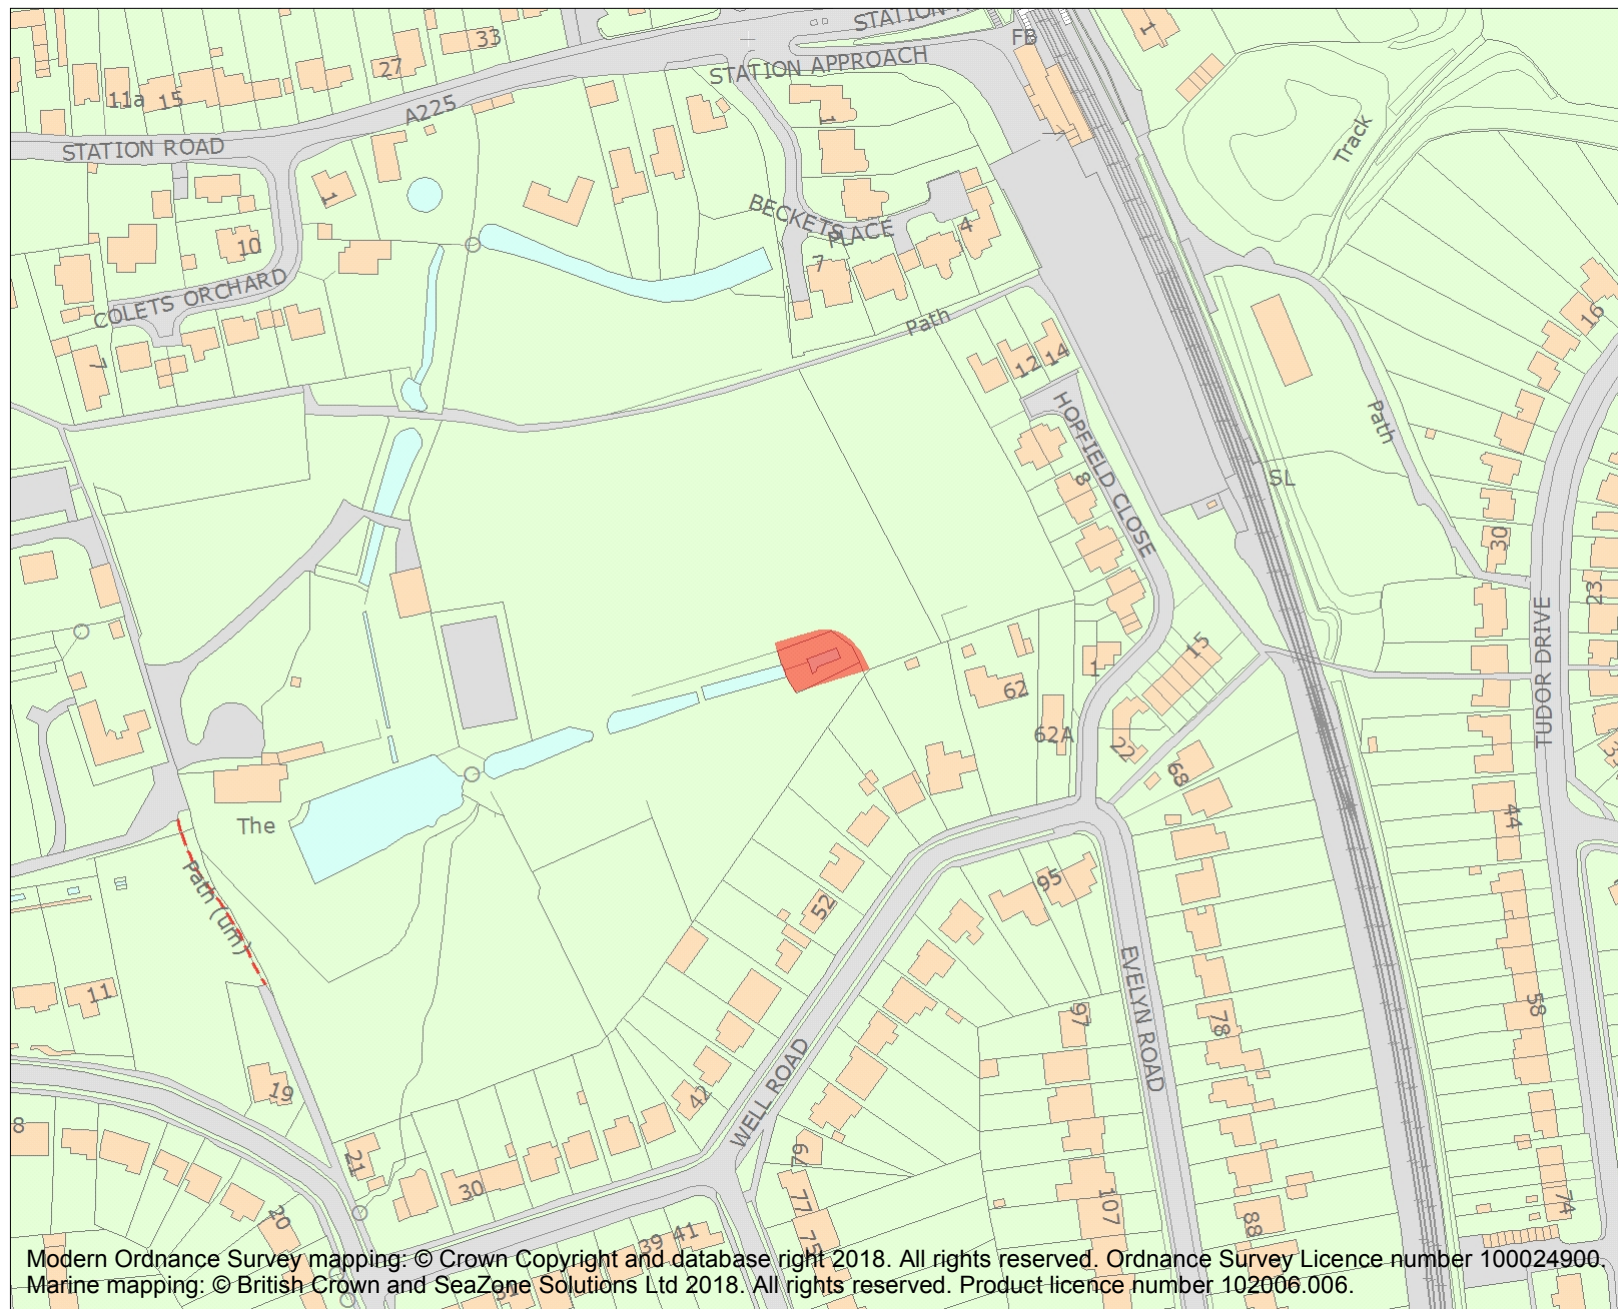 STATION
FB
1
33
STATION APPROACH
27
11a
15
A225
1
STATION ROAD
Track
1
BECKETS
PLACE
4
10
7
COLETS ORCHARD
Path
16
7
12
14
HOPFIELD CLOSE
Path
8
SL
30
23
TUDOR DRIVE
15
1
62
62A
22
68
44
The
Path (um)
95
52
11
EVELYN ROAD
97
78
58
19
42
WELL ROAD
8
21
79
30
77
107
74
20
88
39
41
Modern Ordnance Survey mapping: © Crown Copyright and database right 2018. All rights reserved. Ordnance Survey Licence number 100024900.
Marine mapping: © British Crown and SeaZone Solutions Ltd 2018. All rights reserved. Product licence number 102006.006.
31